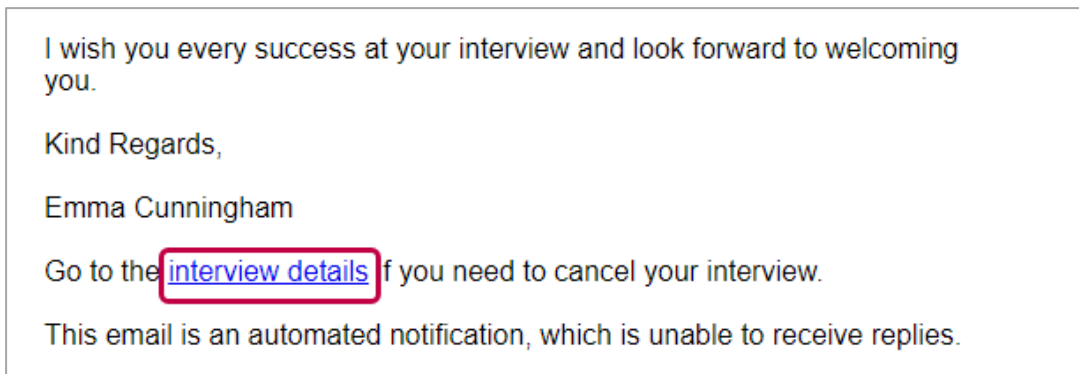 I wish you every success at your interview and look forward to welcoming
you.
Kind Regards,
Emma Cunningham
Go to the interview details if you need to cancel your interview.
This email is an automated notification, which is unable to receive replies.